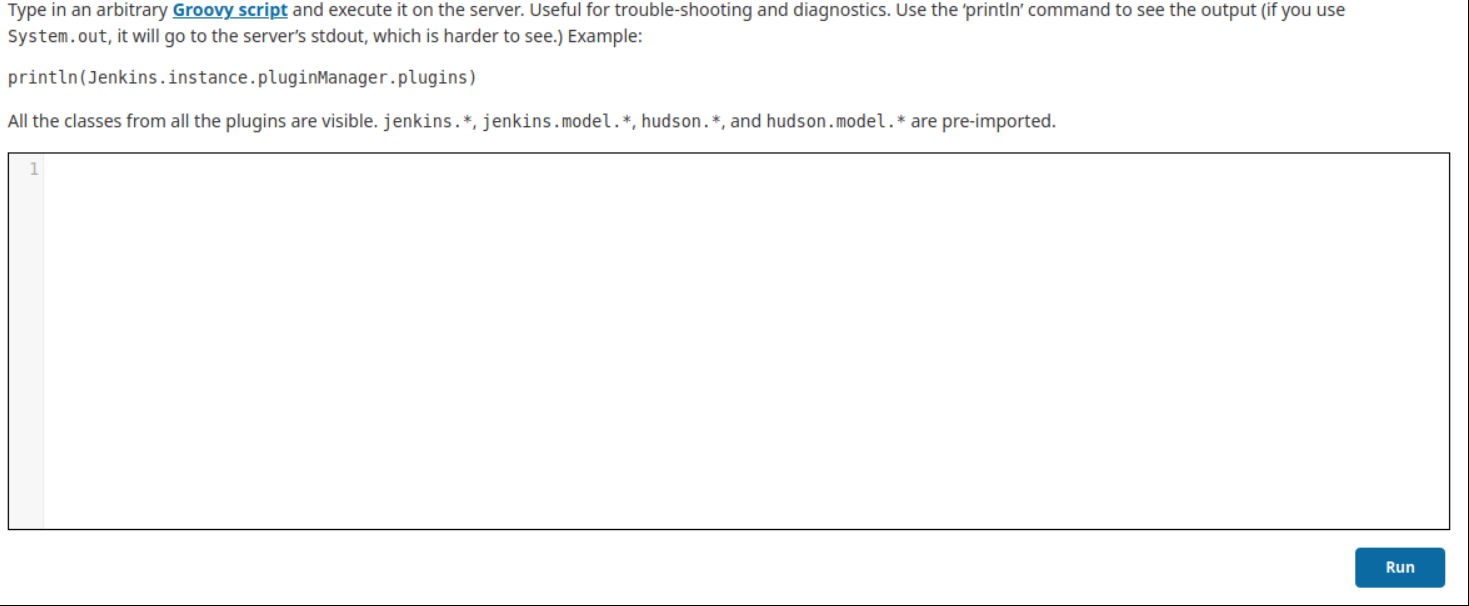 Type in an arbitrary Groovy script and execute it on the server. Useful for trouble-shooting and diagnostics. Use the ‘println’ command to see the output (if you use
System.out, it will go to the server’s stdout, which is harder to see.) Example:
println(Jenkins.instance.pluginManager.plugins)
All the classes from all the plugins are visible. jenkins.*, jenkins.model.*, hudson.*, and hudson.model.* are pre-imported.
1
Run